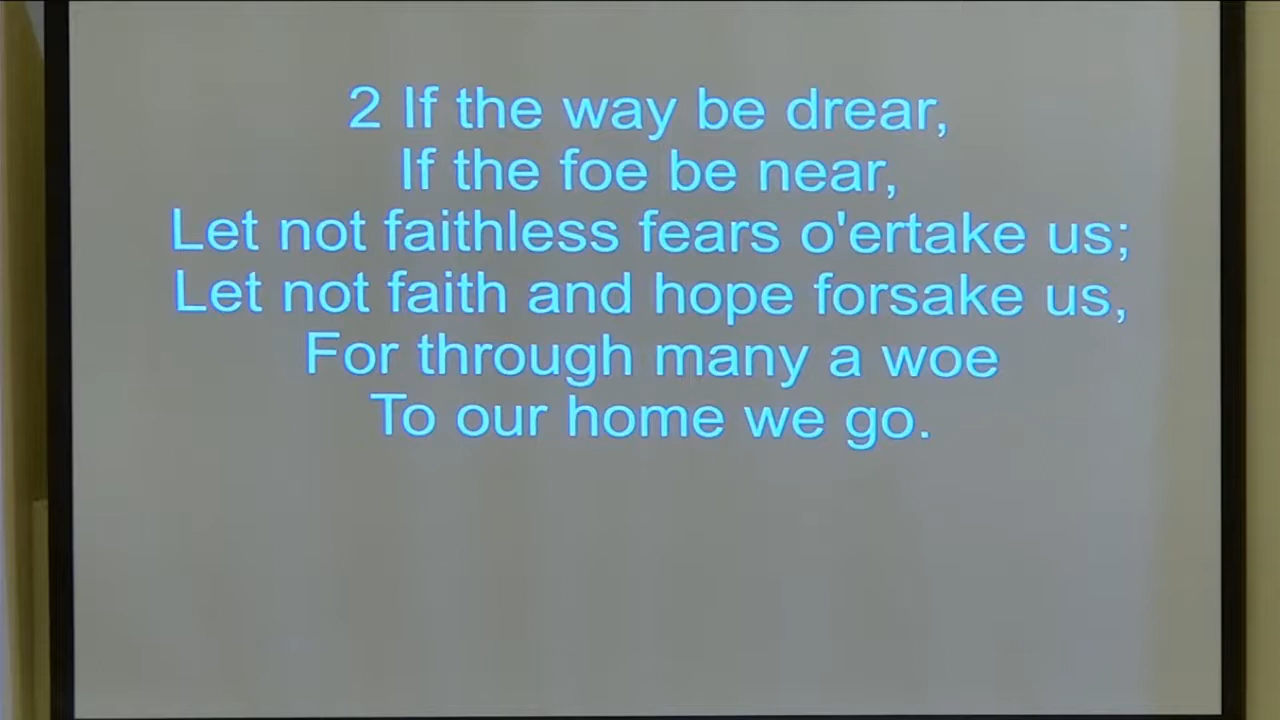 2 If the way be drear,
If the foe be near,
Let not faithless fears o'ertake us;
Let not faith and hope forsake us,
For through many a woe
To our home we go.